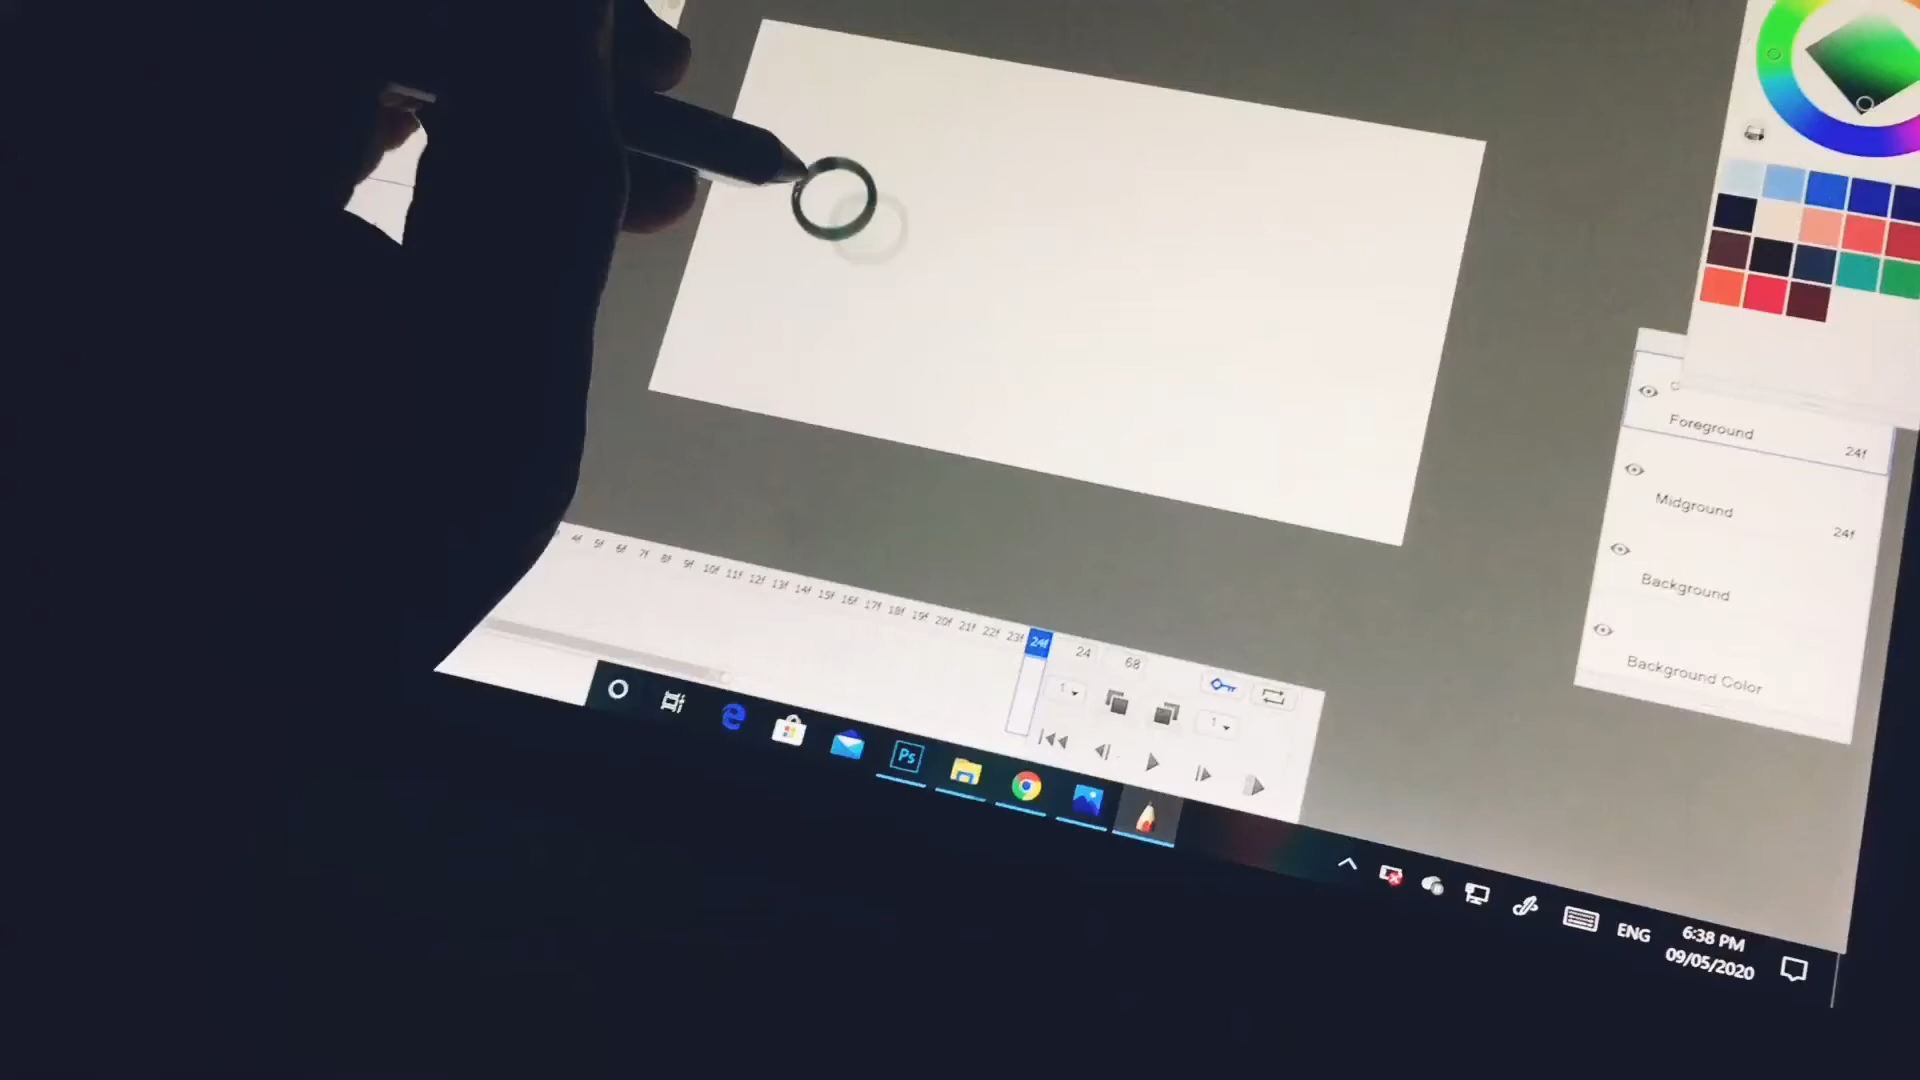 Foreground
24f
Midground
24f
Background
Background Color
4f 5f 6f 7f 8f 9f 10f 11f 12f 13f 14f 15f 16f 17f 18f 19f 20f 21f 22f 23f 24f
24 68
1
1
Ps
ENG
6:38 PM
09/05/2020